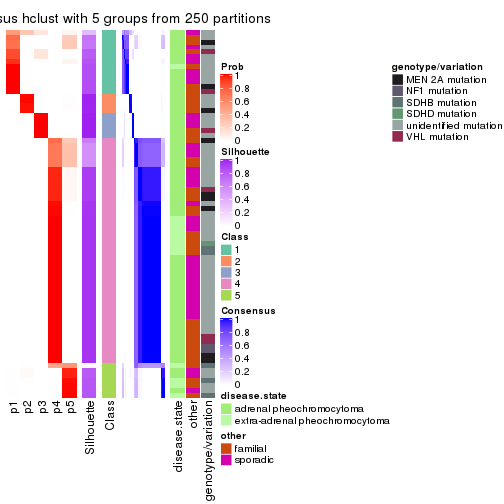 sus hclust with 5 groups from 250 partitions
Prob
1
0.8
0.6
0.4
0.2
0
Silhouette
1
0.8
0.6
0.4
0.2
0
Class
1
2
3
4
5
Consensus
1
0.8
0.6
0.4
0.2
0
disease.state
adrenal pheochromocytoma
extra-adrenal pheochromocytoma
other
familial
sporadic
genotype/variation
MEN 2A mutation
NF1 mutation
SDHB mutation
SDHD mutation
unidentified mutation
VHL mutation
p1
p2
p3
p4
p5
Silhouette
Class
disease.state
other
genotype/variation